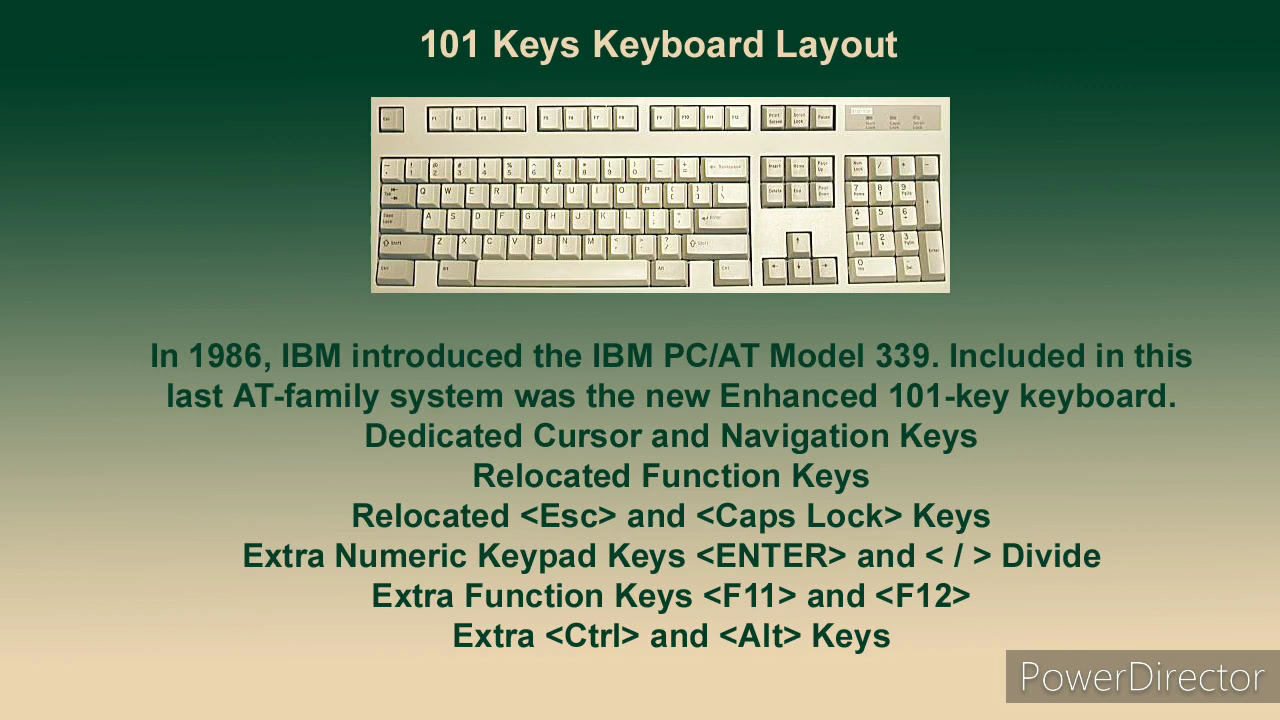 101 Keys Keyboard Layout
In 1986, IBM introduced the IBM PC/AT Model 339. Included in this
last AT-family system was the new Enhanced 101-key keyboard.
Dedicated Cursor and Navigation Keys
Relocated Function Keys
Relocated <Esc> and <Caps Lock> Keys
Extra Numeric Keypad Keys <ENTER> and < / > Divide
Extra Function Keys <F11> and <F12>
Extra <Ctrl> and <Alt> Keys
PowerDirector